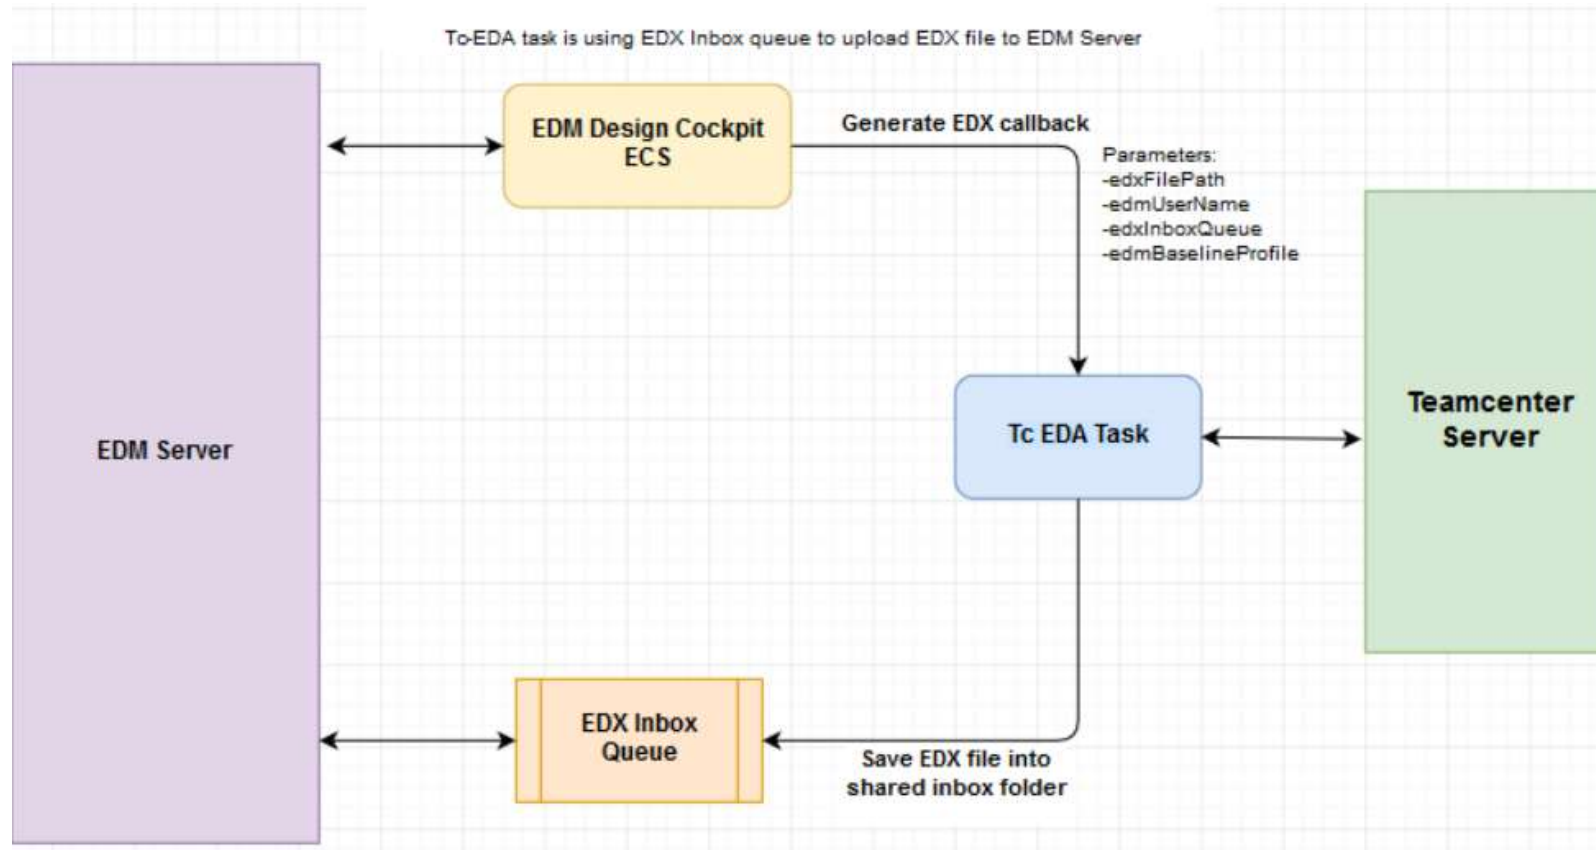 Tc-EDA task is using EDX Inbox queue to upload EDX file to EDM Server
EDM Design Cockpit
ECS
Generate EDX callback
Parameters:
-edxFilePath
-edmUserName
-edxInboxQueue
-edmBaselineProfile
EDM Server
Tc EDA Task
Teamcenter
Server
EDX Inbox
Queue
Save EDX file into
shared inbox folder